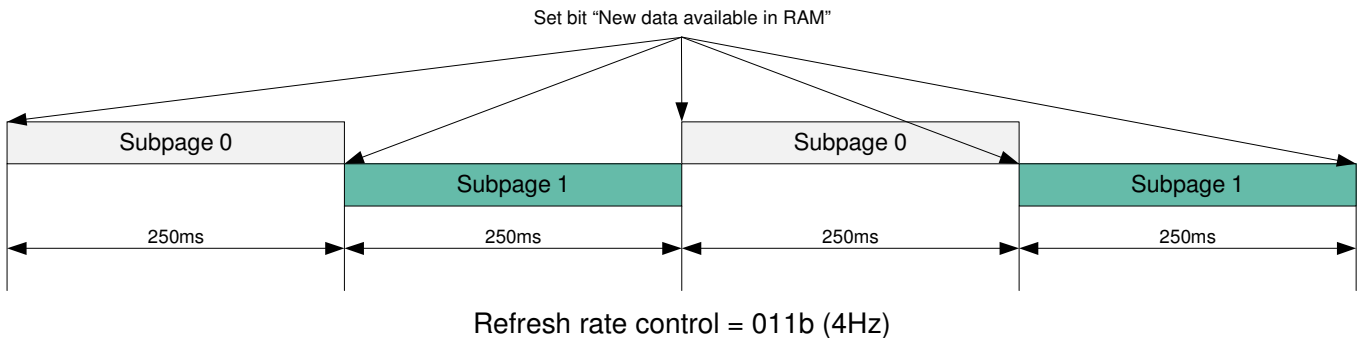 Set bit “New data available in RAM”
Subpage 0
Subpage 0
Subpage 1
Subpage 1
250ms
250ms
250ms
250ms
Refresh rate control = 011b (4Hz)